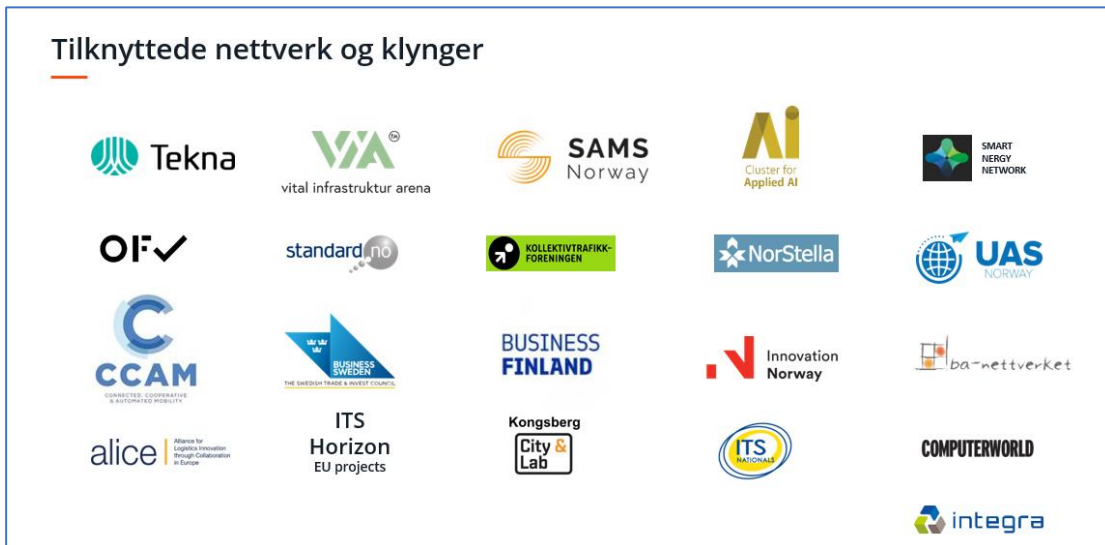 Tilknyttede nettverk og klynger
Tekna
VIA TM
vital infrastruktur arena
SAMS
Norway
Ai
Cluster for
Applied AI
SMART
NERGY
NETWORK
OF
standard.no
KOLLEKTIVTRAFIKK-
FORENINGEN
NorStella
UAS
NORWAY
C
CCAM
CONNECTED, COOPERATIVE
& AUTOMATED MOBILITY
BUSINESS
SWEDEN
THE SWEDISH TRADE & INVEST COUNCIL
BUSINESS
FINLAND
Innovation
Norway
ba-nettverket
alice
Alliance for
Logistics Innovation
through Collaboration
in Europe
ITS
Horizon
EU projects
Kongsberg
City &
Lab
ITS
NATIONALS
COMPUTERWORLD
integra